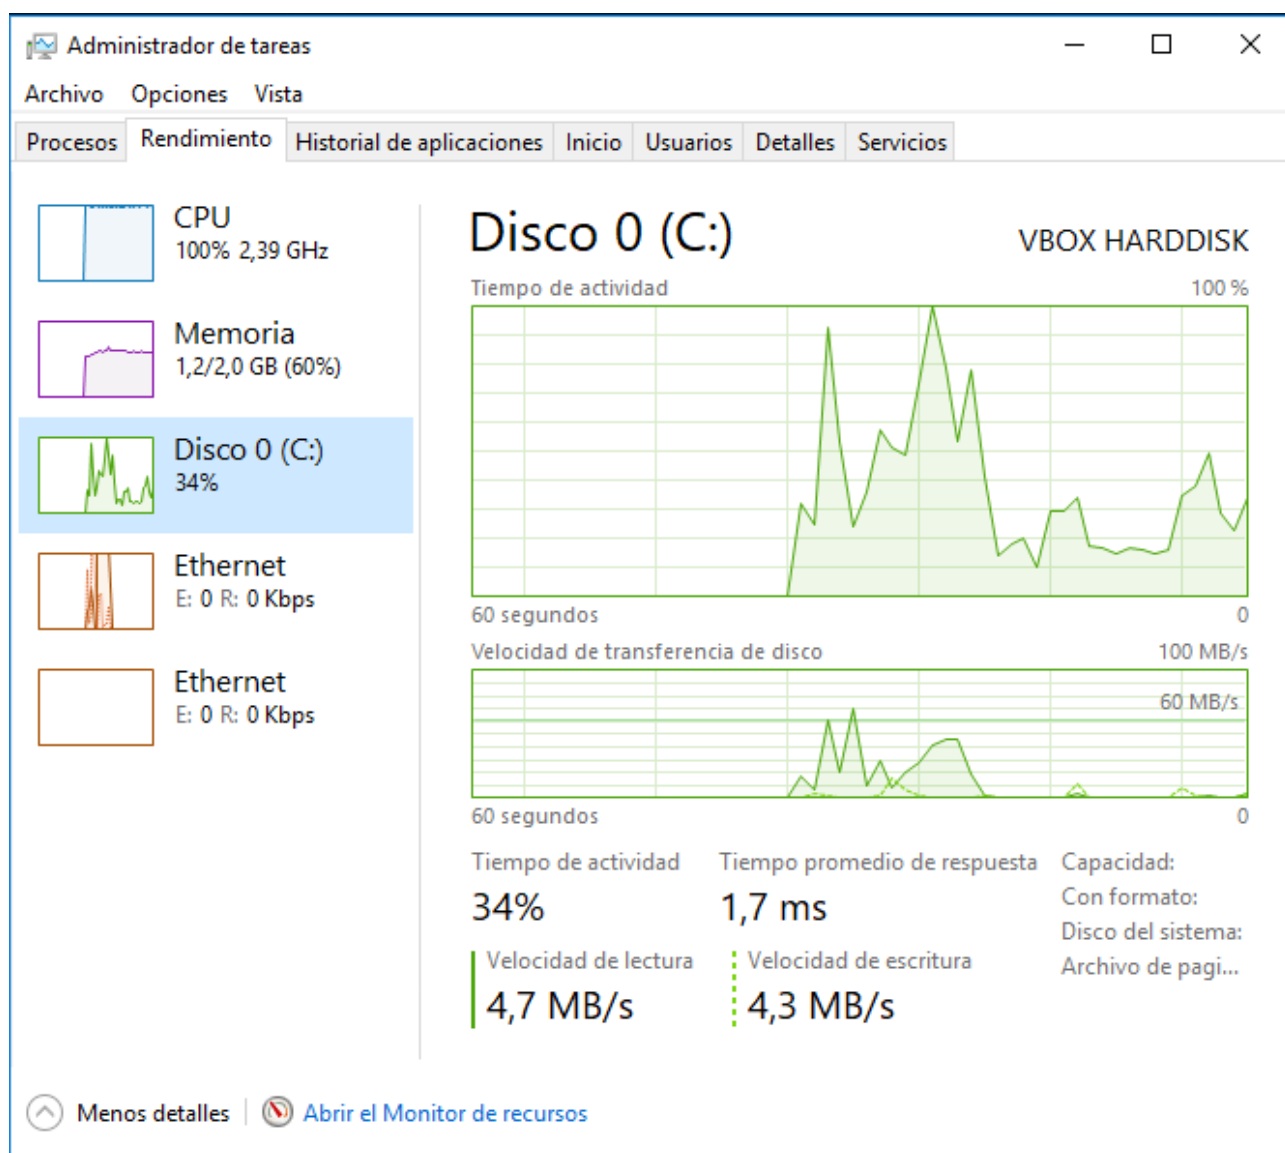 Administrador de tareas
Archivo Opciones Vista
Procesos Rendimiento Historial de aplicaciones Inicio Usuarios Detalles Servicios
CPU
100% 2,39 GHz
Memoria
1,2/2,0 GB (60%)
Disco 0 (C:)
34%
Ethernet
E: 0 R: 0 Kbps
Ethernet
E: 0 R: 0 Kbps
Disco 0 (C:) VBOX HARDDISK
Tiempo de actividad 100 %
60 segundos 0
Velocidad de transferencia de disco 100 MB/s
60 MB/s
60 segundos 0
Tiempo de actividad Tiempo promedio de respuesta
34% 1,7 ms
Velocidad de lectura Velocidad de escritura
4,7 MB/s 4,3 MB/s
Capacidad:
Con formato:
Disco del sistema:
Archivo de pagi...
Menos detalles Abrir el Monitor de recursos